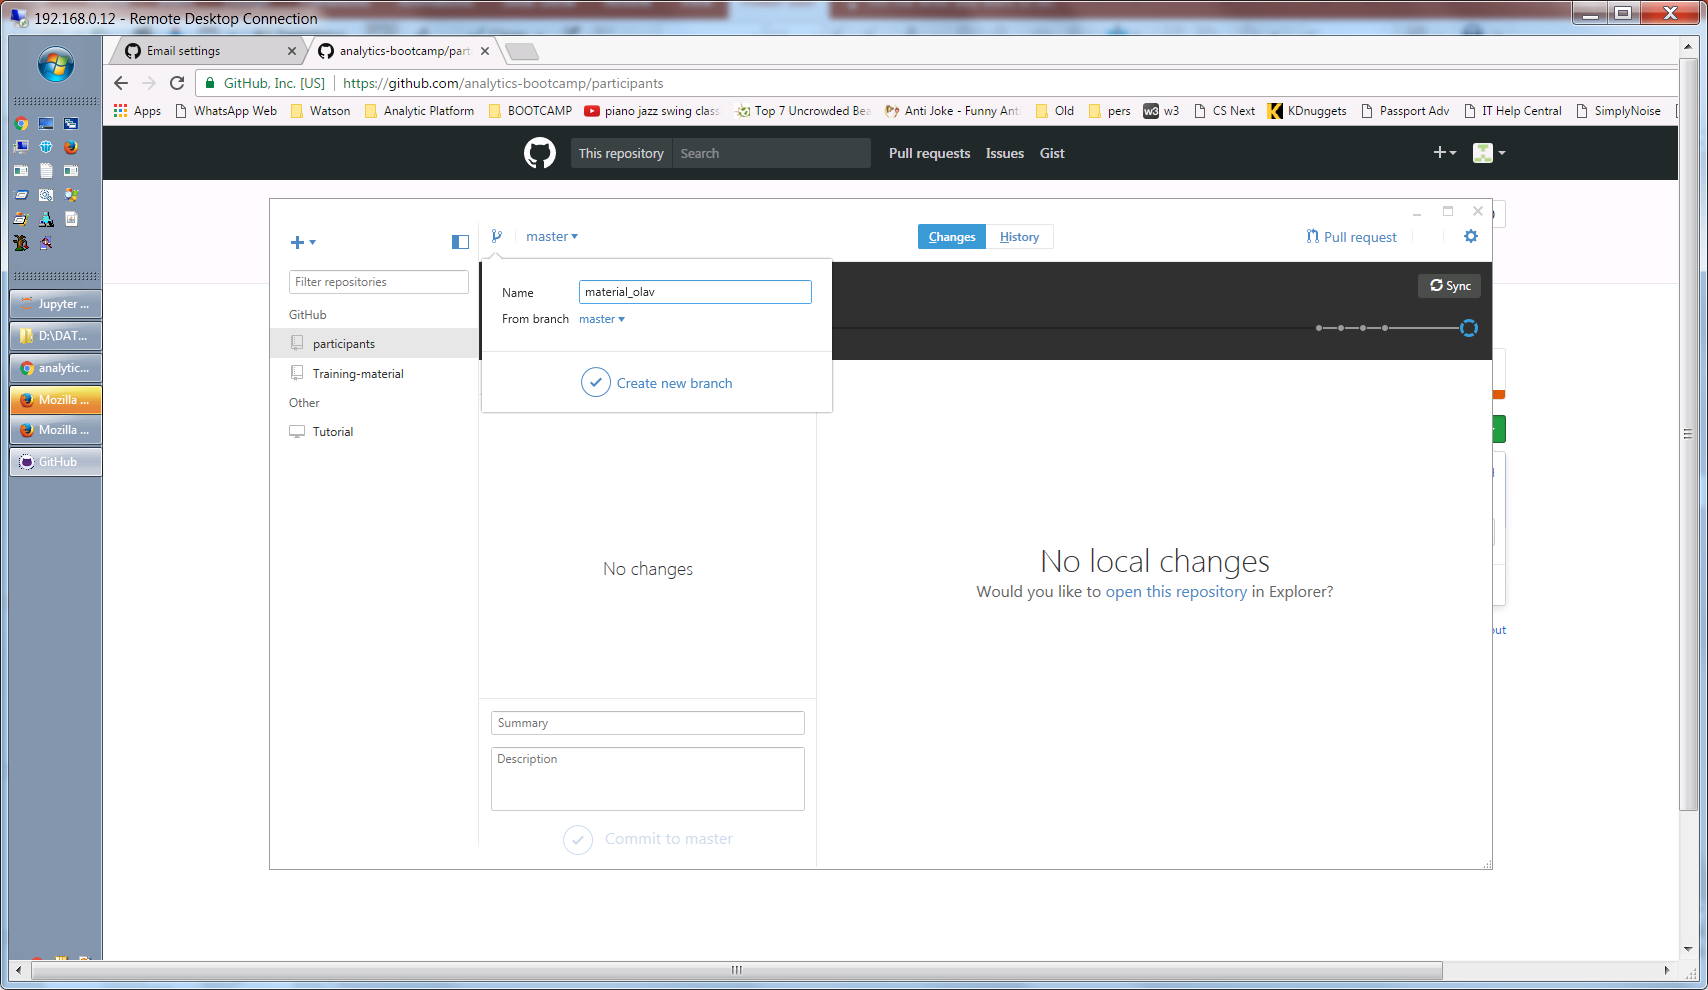 192.168.0.12 - Remote Desktop Connection
Email settings
analytics-bootcamp/part
GitHub, Inc. [US]
https://github.com/analytics-bootcamp/participants
Apps
WhatsApp Web
Watson
Analytic Platform
BOOTCAMP
piano jazz swing class
Top 7 Uncrowded Bea
Anti Joke - Funny Ant
Old
pers
w3 w3
CS Next
KDnuggets
Passport Adv
IT Help Central
SimplyNoise
This repository
Search
Pull requests
Issues
Gist
master
Changes
History
Pull request
Filter repositories
GitHub
participants
Training-material
Other
Tutorial
Name
material_olav
From branch
master
Create new branch
Sync
No changes
No local changes
Would you like to open this repository in Explorer?
Summary
Description
Commit to master
out
Jupyter ...
D:\DAT...
analytic...
Mozilla ...
Mozilla ...
GitHub